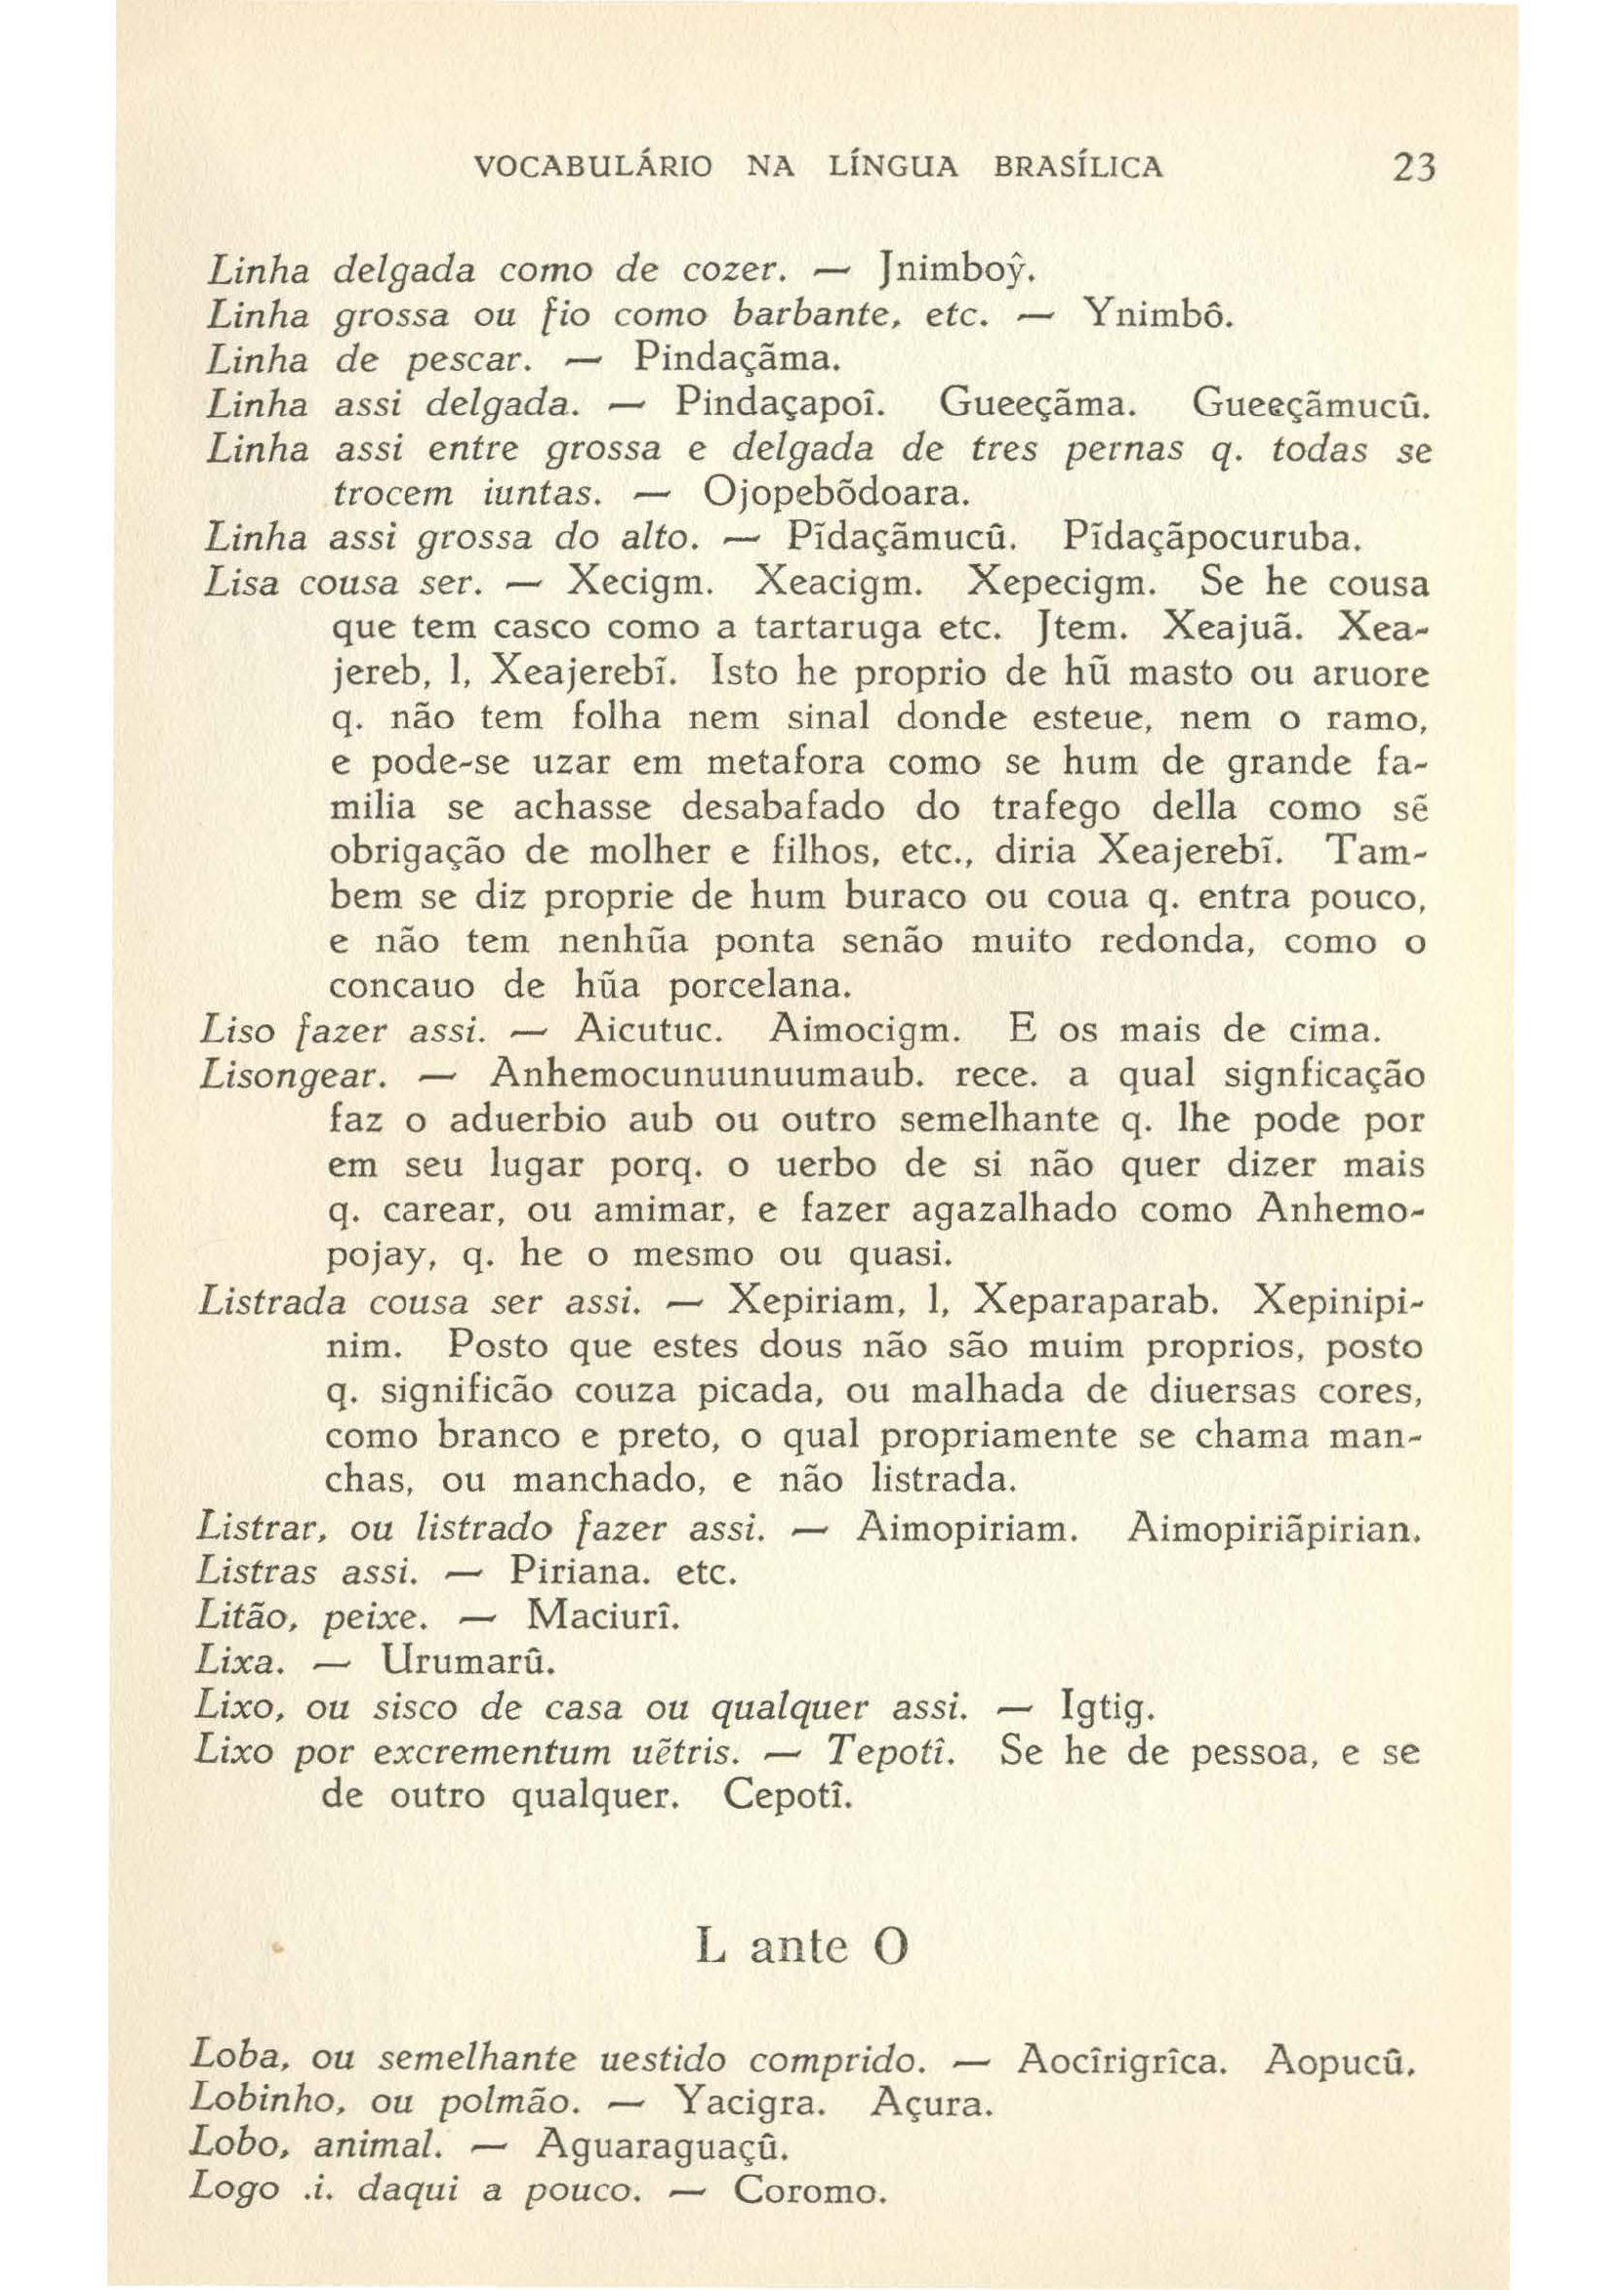 VOCABULÁRIO NA LÍNGUA BRASÍLICA 23
Linha delgada como de cozer. — Jnimboŷ.
Linha grossa ou fio como barbante, etc. — Ynimbô.
Linha de pescar. — Pindaçãma.
Linha assi delgada. — Pindaçapoî. Gueeçãma. Gueeçãmucû.
Linha assi entre grossa e delgada de tres pernas q. todas se
trocem iuntas. — Ojopebõdoara.
Linha assi grossa do alto. — Pĩdaçãmucû. Pĩdaçãpocuruba.
Lisa cousa ser. — Xecigm. Xeacigm. Xepecigm. Se he cousa
que tem casco como a tartaruga etc. Jtem. Xeajuã. Xea-
jereb, l, Xeajerebĩ. Isto he proprio de hũ masto ou aruore
q. não tem folha nem sinal donde esteue, nem o ramo,
e pode-se uzar em metafora como se hum de grande fa-
milia se achasse desabafado do trafego della como sẽ
obrigação de molher e filhos, etc., diria Xeajerebĩ. Tam-
bem se diz proprie de hum buraco ou coua q. entra pouco,
e não tem nenhũa ponta senão muito redonda, como o
concauo de hũa porcelana.
Liso fazer assi. — Aicutuc. Aimocigm. E os mais de cima.
Lisongear. — Anhemocunuunuumaub. rece. a qual signficação
faz o aduerbio aub ou outro semelhante q. lhe pode por
em seu lugar porq. o uerbo de si não quer dizer mais
q. carear, ou amimar, e fazer agazalhado como Anhemo-
pojay, q. he o mesmo ou quasi.
Listrada cousa ser assi. — Xepiriam, l, Xeparaparab. Xepinipi-
nim. Posto que estes dous não são muim proprios, posto
q. significão couza picada, ou malhada de diuersas cores,
como branco e preto, o qual propriamente se chama man-
chas, ou manchado, e não listrada.
Listrar, ou listrado fazer assi. — Aimopiriam. Aimopiriãpirian.
Listras assi. — Piriana. etc.
Litão, peixe. — Maciurî.
Lixa. — Urumarû.
Lixo, ou sisco de casa ou qualquer assi. — Igtig.
Lixo por excrementum uẽtris. — Tepotî. Se he de pessoa, e se
de outro qualquer. Cepotî.
L ante O
Loba, ou semelhante uestido comprido. — Aocîrigrîca. Aopucû.
Lobinho, ou polmão. — Yacigra. Açura.
Lobo, animal. — Aguaraguaçû.
Logo .i. daqui a pouco. — Coromo.